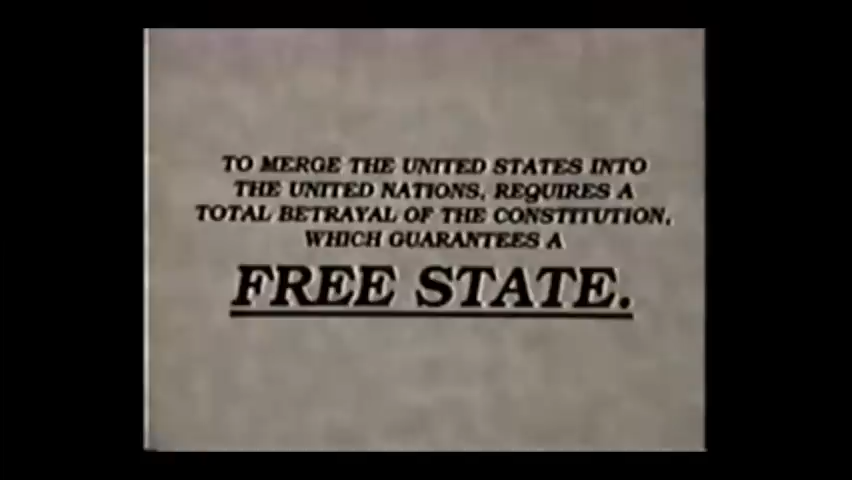 TO MERGE THE UNITED STATES INTO
THE UNITED NATIONS, REQUIRES A
TOTAL BETRAYAL OF THE CONSTITUTION,
WHICH GUARANTEES A
FREE STATE.